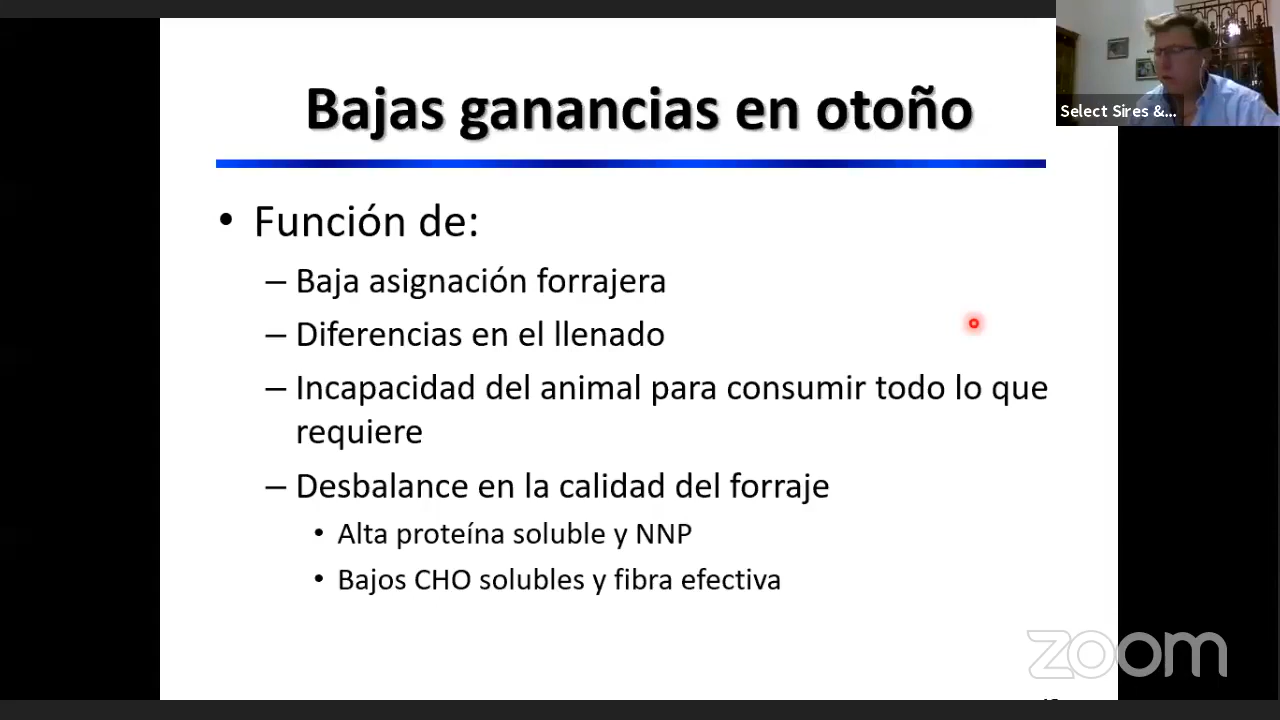 Bajas ganancias en otoño
Select Sires &...
• Función de:
– Baja asignación forrajera
– Diferencias en el llenado
– Incapacidad del animal para consumir todo lo que
requiere
– Desbalance en la calidad del forraje
• Alta proteína soluble y NNP
• Bajos CHO solubles y fibra efectiva
zoom